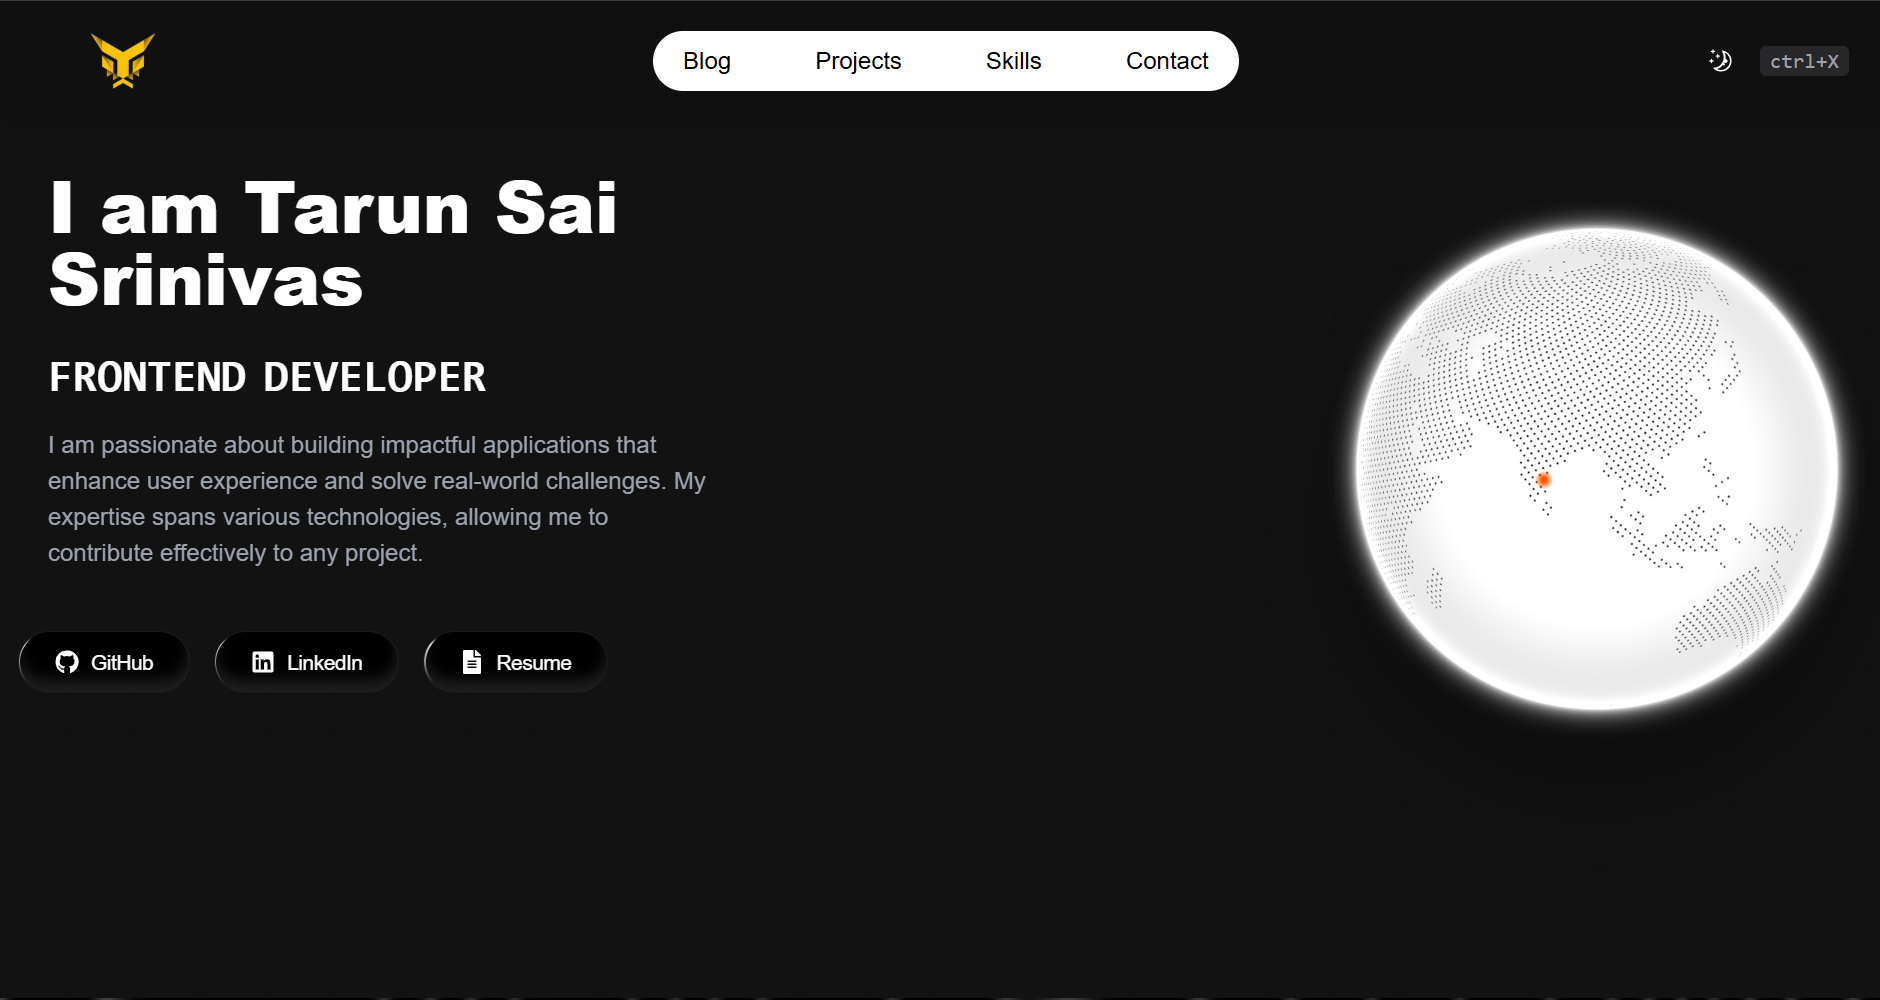 Blog Projects Skills Contact
ctrl+X
I am Tarun Sai
Srinivas
FRONTEND DEVELOPER
I am passionate about building impactful applications that
enhance user experience and solve real-world challenges. My
expertise spans various technologies, allowing me to
contribute effectively to any project.
GitHub LinkedIn Resume